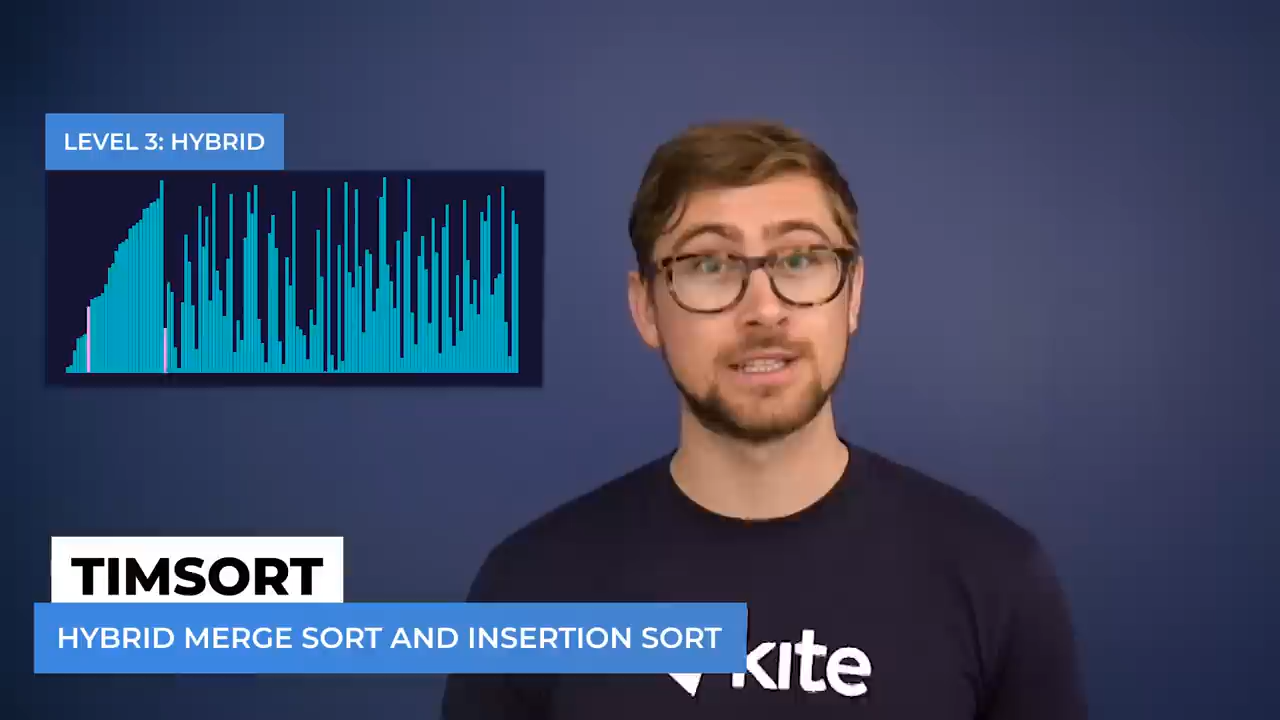 LEVEL 3: HYBRID
TIMSORT
HYBRID MERGE SORT AND INSERTION SORT
kite